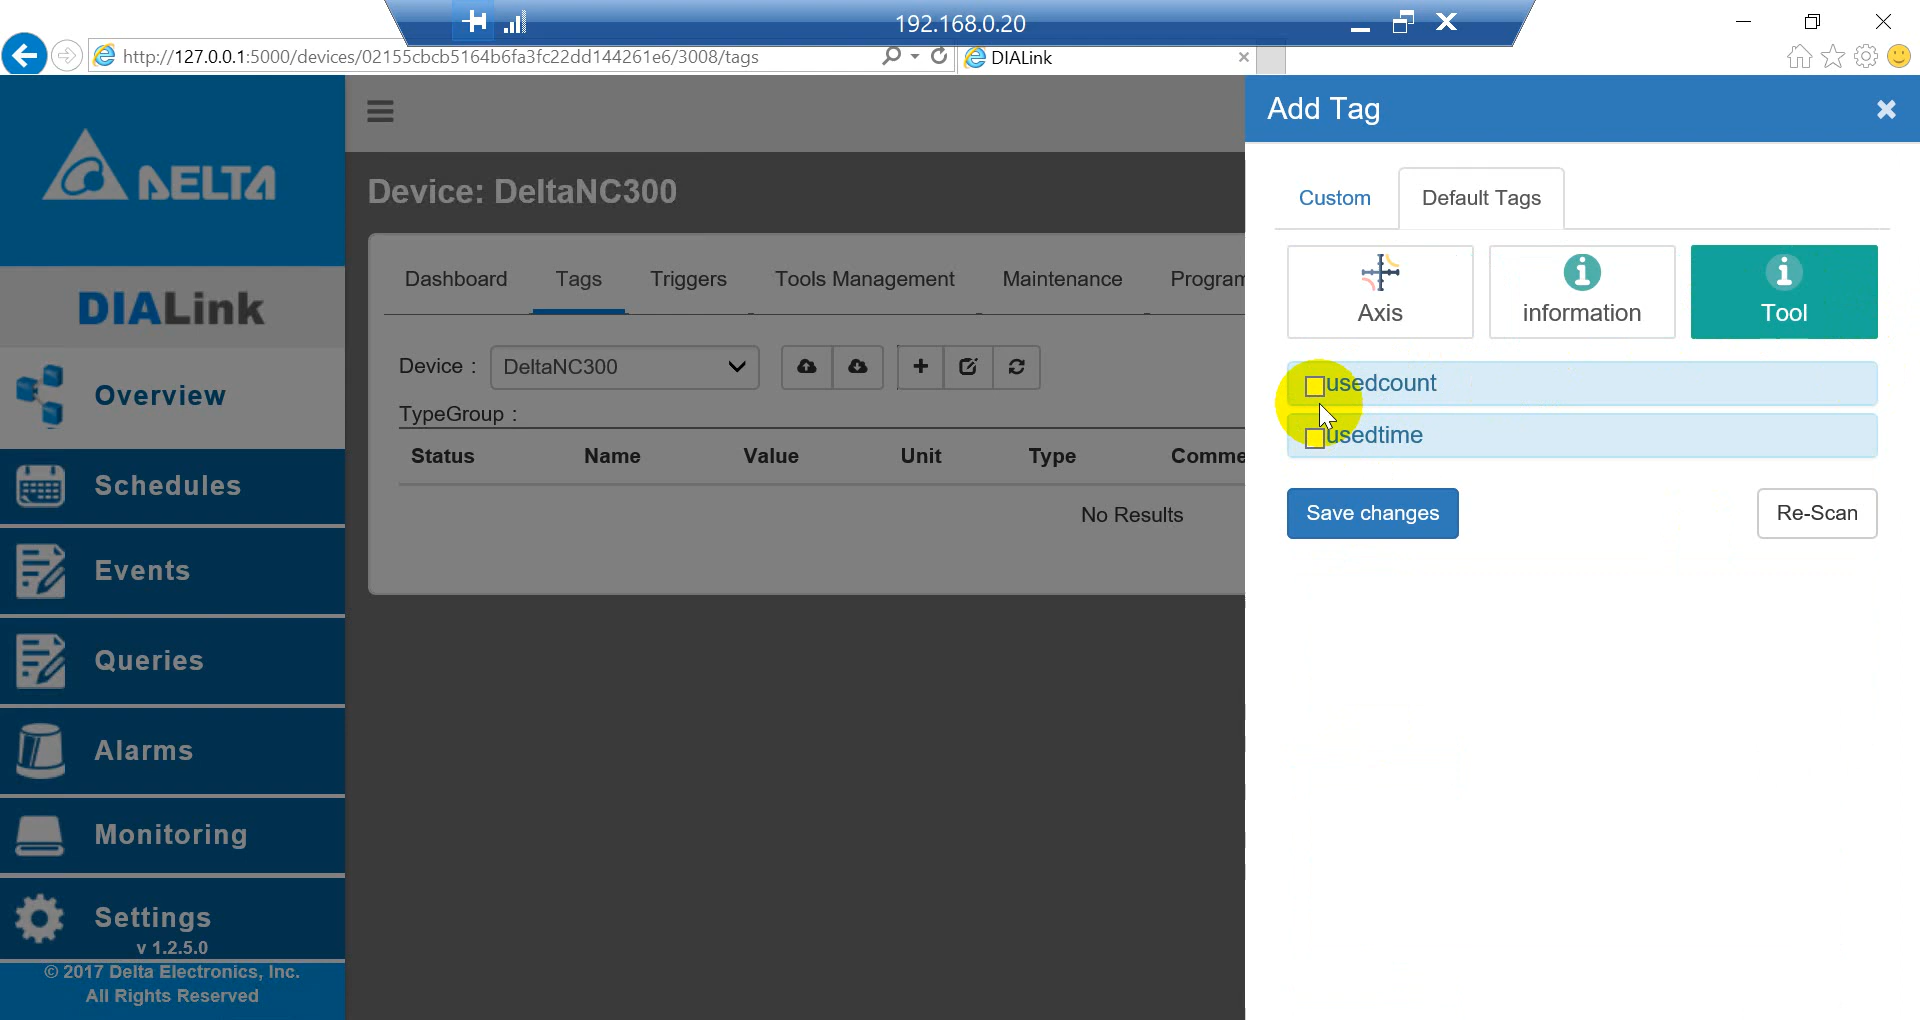 192.168.0.20
http://127.0.0.1:5000/devices/02155cbcb5164b6fa3fc22dd144261e6/3008/tags
DIALink
DELTA
DIALink
Overview
Schedules
Events
Queries
Alarms
Monitoring
Settings
v 1.2.5.0
© 2017 Delta Electronics, Inc.
All Rights Reserved
Device: DeltaNC300
Dashboard Tags Triggers Tools Management Maintenance Program
Device : DeltaNC300
TypeGroup :
Status Name Value Unit Type Comme
No Results
Add Tag
Custom Default Tags
Axis information Tool
usedcount
usedtime
Save changes Re-Scan